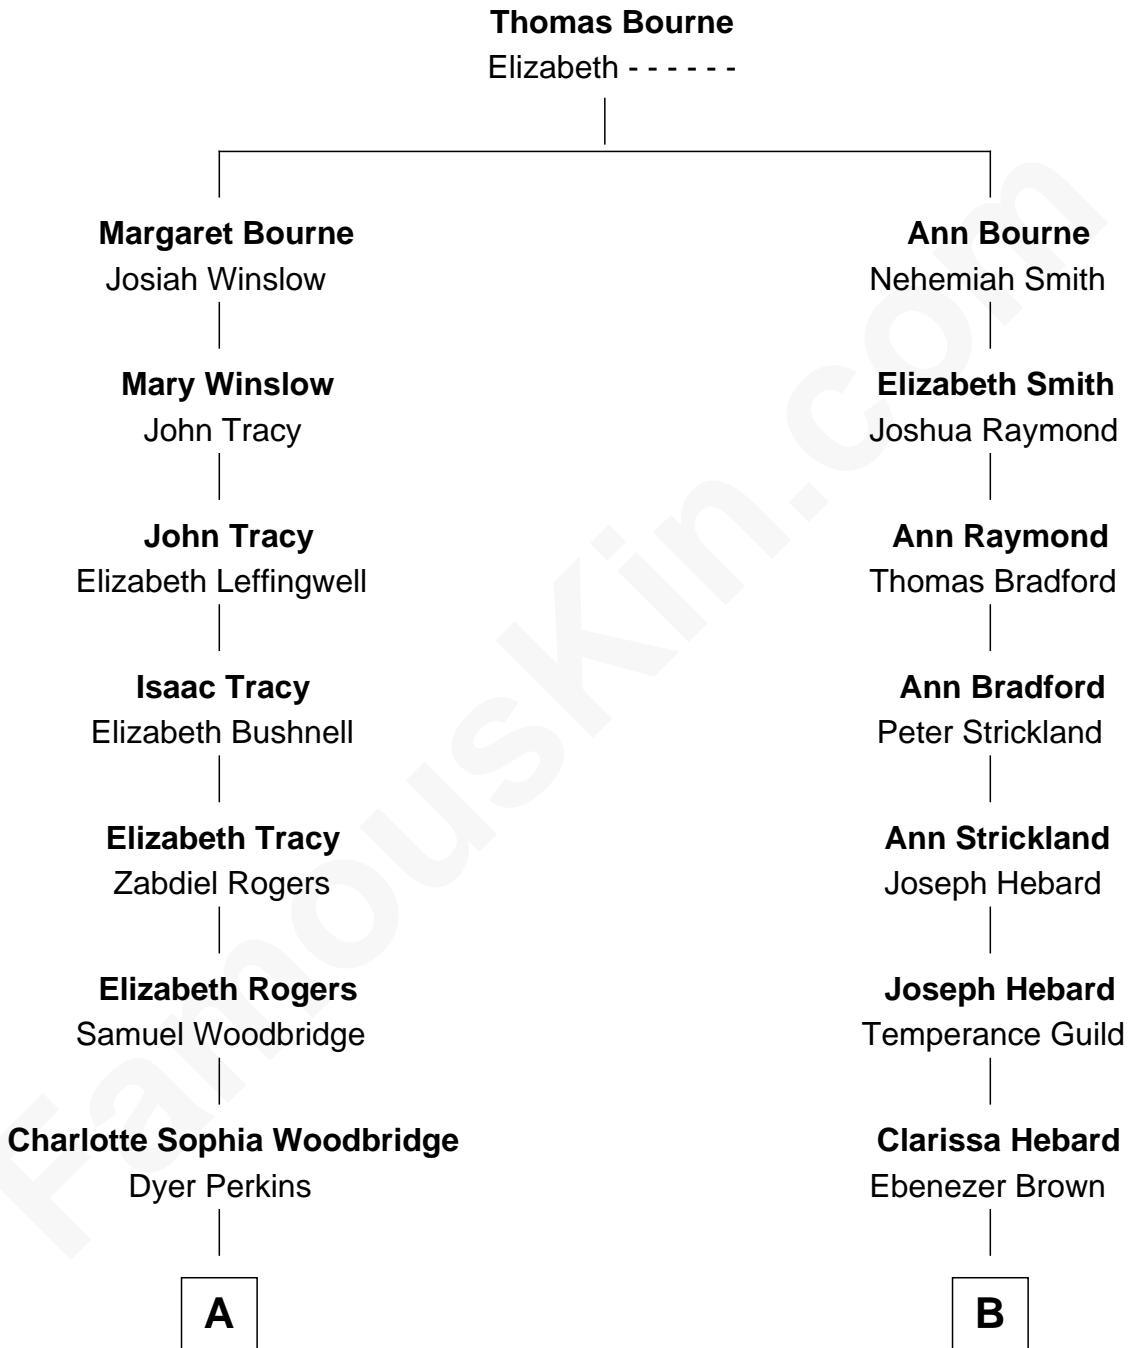 Thomas Bourne
Elizabeth - - - - - -
Margaret Bourne
Josiah Winslow
Ann Bourne
Nehemiah Smith
Mary Winslow
John Tracy
Elizabeth Smith
Joshua Raymond
John Tracy
Elizabeth Leffingwell
Ann Raymond
Thomas Bradford
Isaac Tracy
Elizabeth Bushnell
Ann Bradford
Peter Strickland
Elizabeth Tracy
Zabdiel Rogers
Ann Strickland
Joseph Hebard
Elizabeth Rogers
Samuel Woodbridge
Joseph Hebard
Temperance Guild
Charlotte Sophia Woodbridge
Dyer Perkins
Clarissa Hebard
Ebenezer Brown
A
B
FamousKin.com